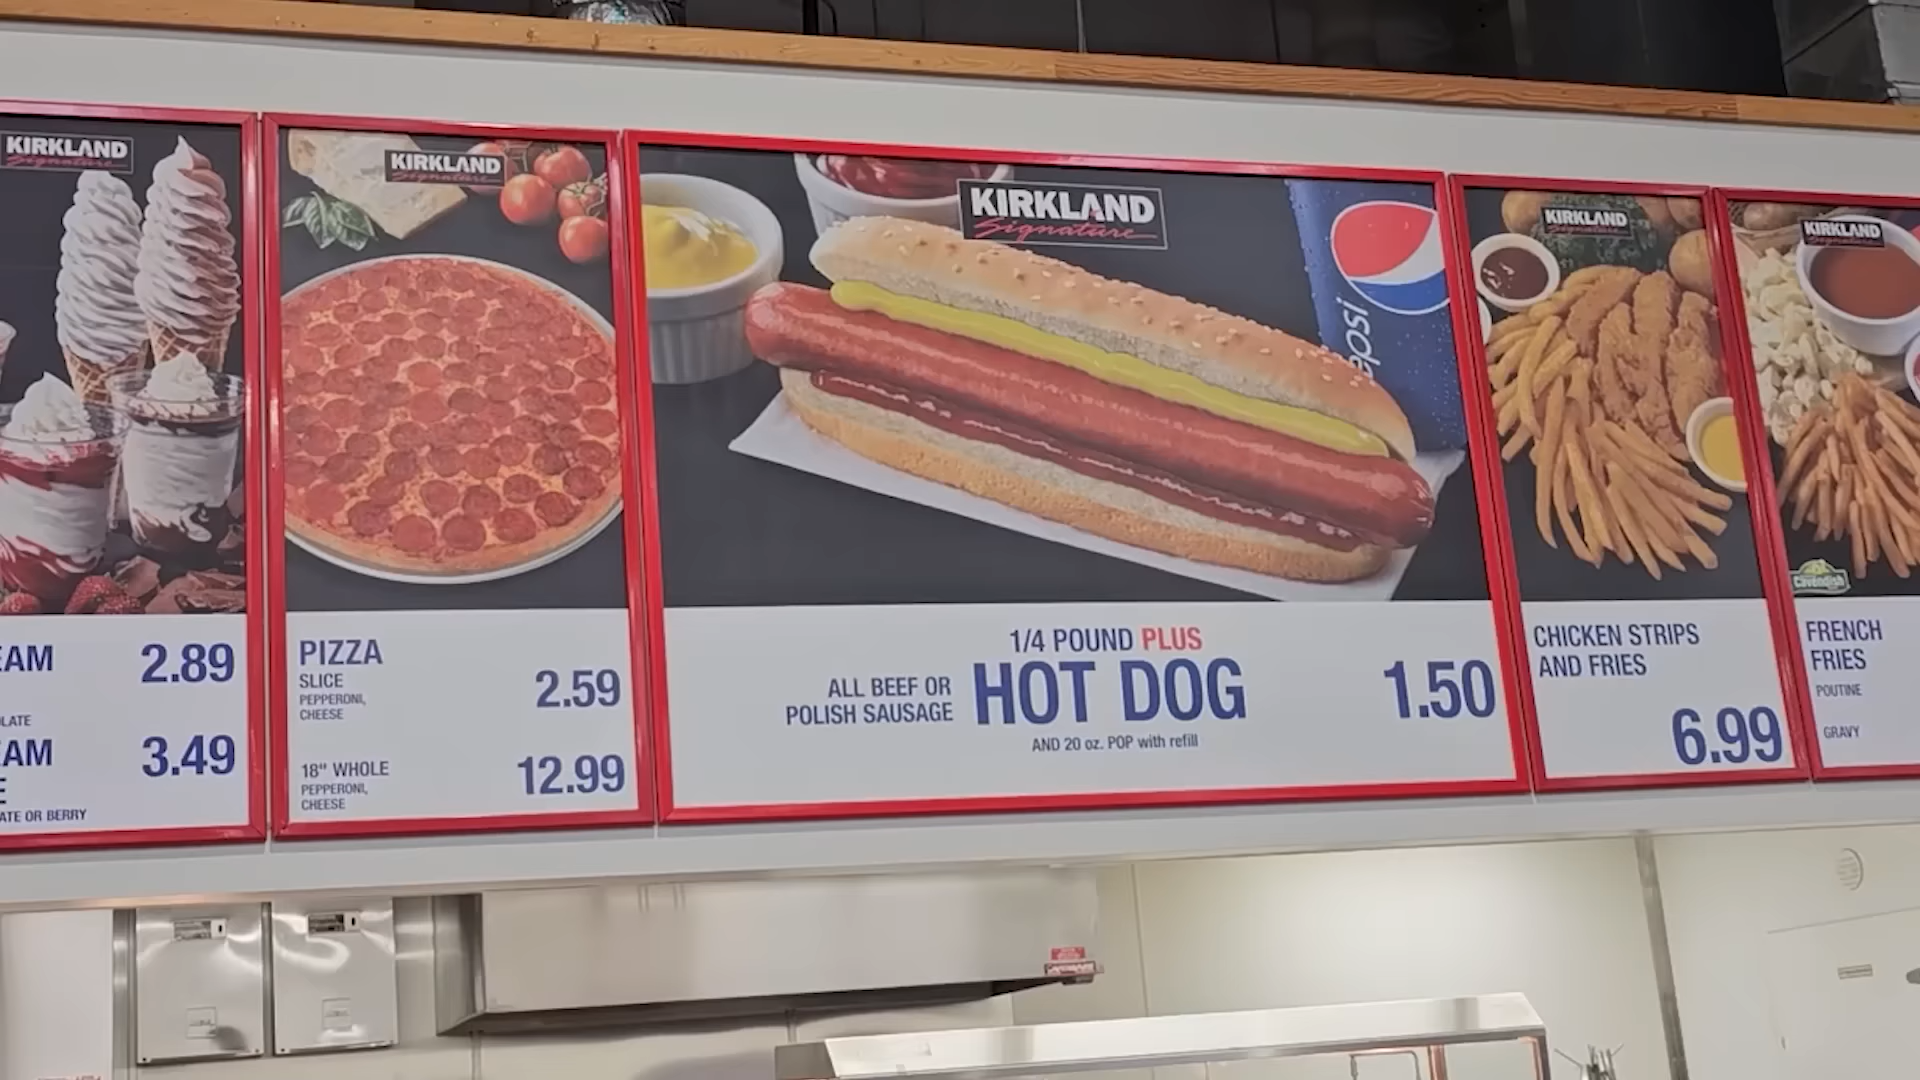 KIRKLAND
Signature
EAM 2.89
LATE
EAM 3.49
E
ATE OR BERRY
KIRKLAND
Signature
PIZZA
SLICE
PEPPERONI,
CHEESE
2.59
18" WHOLE
PEPPERONI,
CHEESE
12.99
KIRKLAND
Signature
epsi
1/4 POUND PLUS
ALL BEEF OR
POLISH SAUSAGE
HOT DOG
1.50
AND 20 oz. POP with refill
KIRKLAND
Signature
CHICKEN STRIPS
AND FRIES
6.99
KIRKLAND
Signature
Cavendish
FRENCH
FRIES
POUTINE
GRAVY